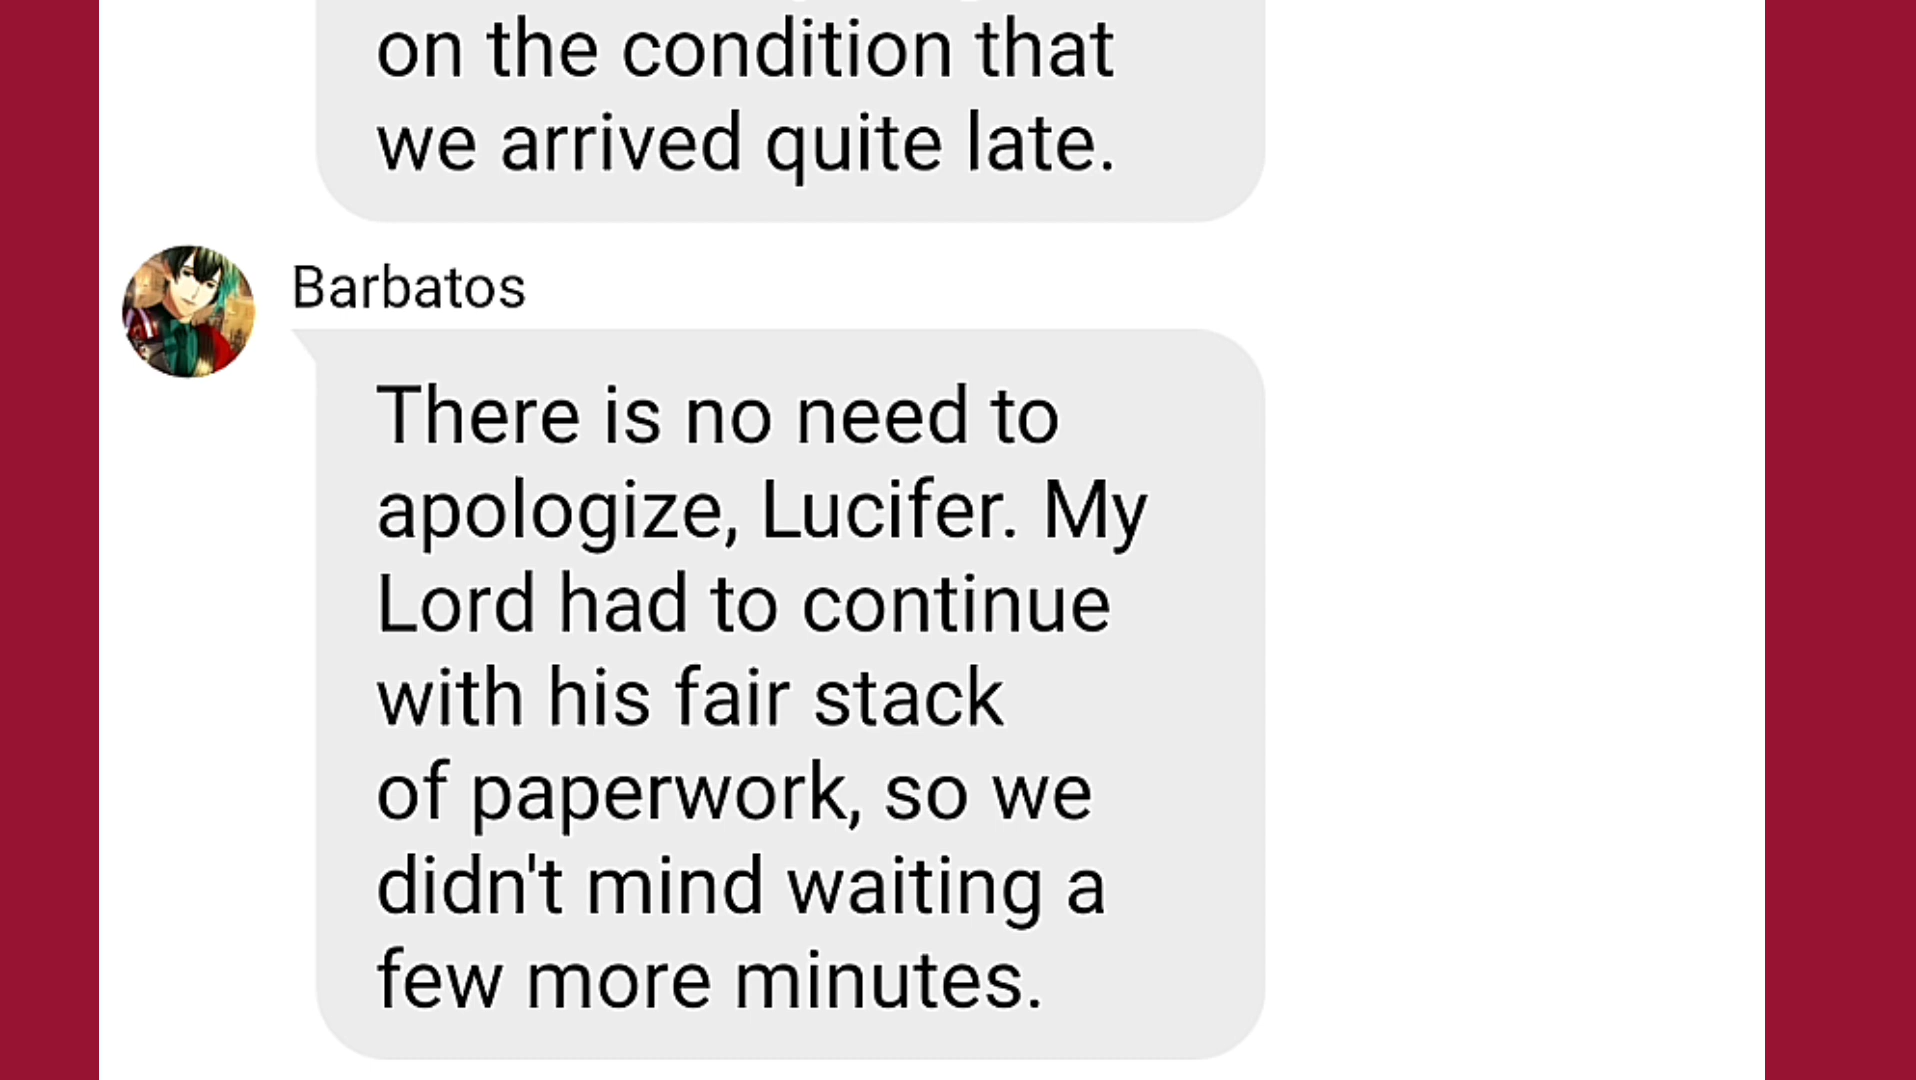 on the condition that
we arrived quite late.
Barbatos
There is no need to
apologize, Lucifer. My
Lord had to continue
with his fair stack
of paperwork, so we
didn't mind waiting a
few more minutes.